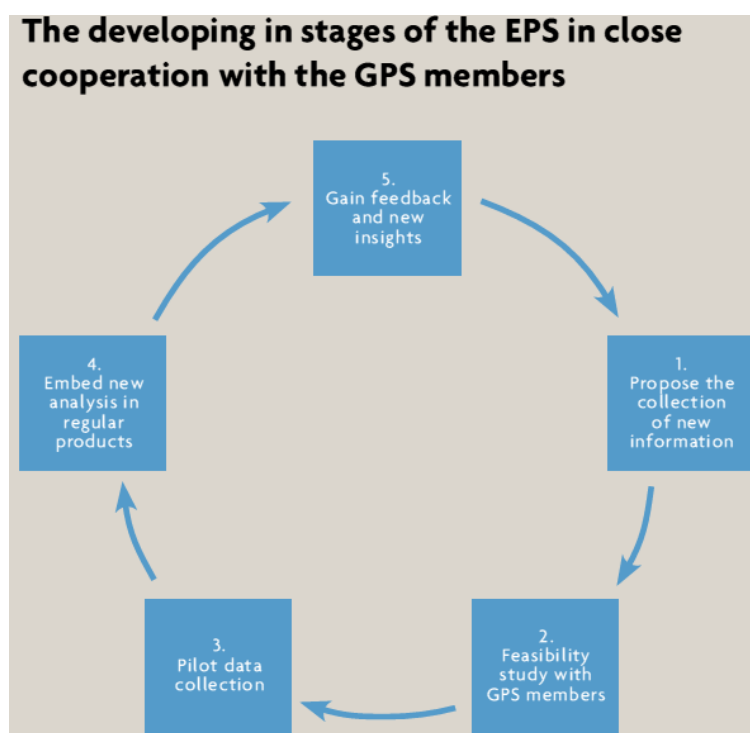 The developing in stages of the EPS in close
cooperation with the GPS members
5.
Gain feedback
and new
insights
1.
Propose the
collection
of new
information
2.
Feasibility
study with
GPS members
3.
Pilot data
collection
4.
Embed new
analysis in
regular
products